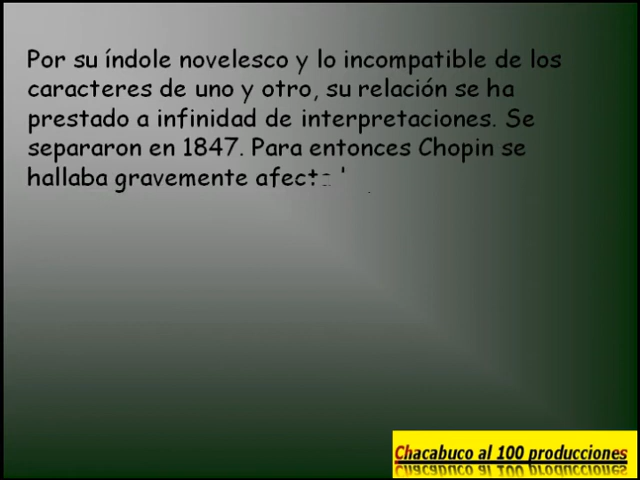 Por su índole novelesco y lo incompatible de los
caracteres de uno y otro, su relación se ha
prestado a infinidad de interpretaciones. Se
separaron en 1847. Para entonces Chopin se
hallaba gravemente
Chacabuco al 100 producciones